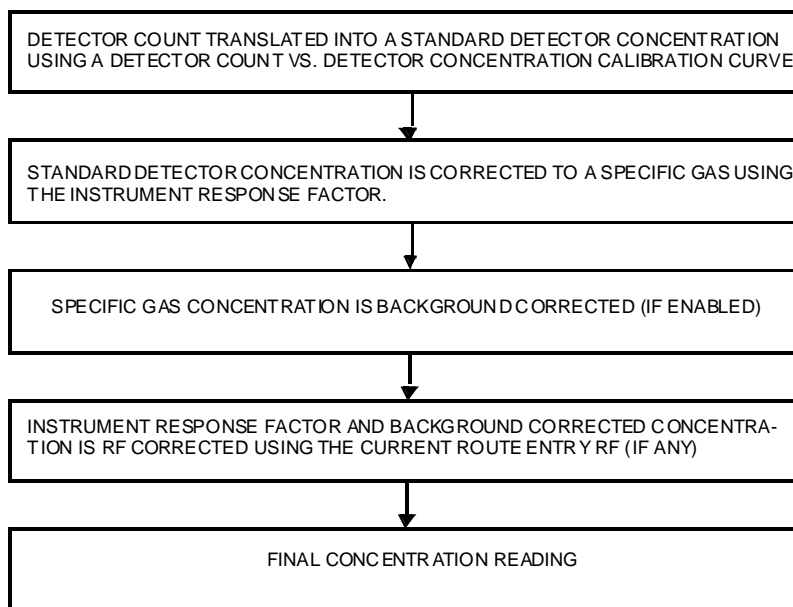 DETECTOR COUNT TRANSLATED INTO A STANDARD DETECTOR CONCENTRATION
USING A DETECTOR COUNT VS. DETECTOR CONCENTRATION CALIBRATION CURVE
STANDARD DETECTOR CONCENTRATION IS CORRECTED TO A SPECIFIC GAS USING
THE INSTRUMENT RESPONSE FACTOR.
SPECIFIC GAS CONCENTRATION IS BACKGROUND CORRECTED (IF ENABLED)
INSTRUMENT RESPONSE FACTOR AND BACKGROUND CORRECTED CONCENTRA-
TION IS RF CORRECTED USING THE CURRENT ROUTE ENTRY RF (IF ANY)
FINAL CONCENTRATION READING